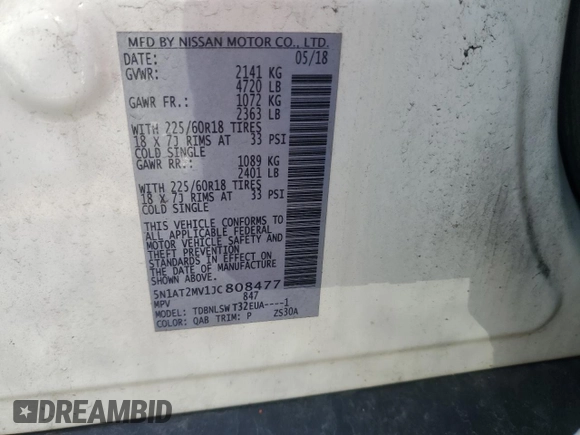 MFD BY NISSAN MOTOR CO., LTD.
DATE: 05/18
GVWR: 2141 KG
4720 LB
GAWR FR.: 1072 KG
2363 LB
WITH 225/60R18 TIRES
18 X 7J RIMS AT 33 PSI
COLD SINGLE
GAWR RR.: 1089 KG
2401 LB
WITH 225/60R18 TIRES
18 X 7J RIMS AT 33 PSI
COLD SINGLE
THIS VEHICLE CONFORMS TO
ALL APPLICABLE FEDERAL
MOTOR VEHICLE SAFETY AND
THEFT PREVENTION
STANDARDS IN EFFECT ON
THE DATE OF MANUFACTURE
SHOWN ABOVE.
5N1AT2MV1JC808477
MPV 847
MODEL: TDBNLSWT32EUA----1
COLOR: QAB TRIM: P ZS30A
DREAMBID